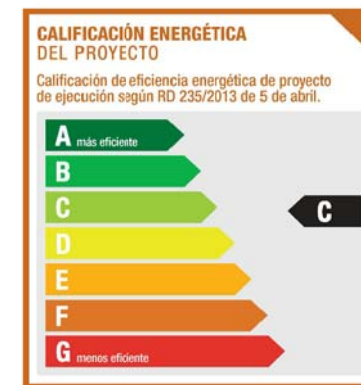 CALIFICACIÓN ENERGÉTICA
DEL PROYECTO
Calificación de eficiencia energética de proyecto
de ejecución según RD 235/2013 de 5 de abril.
A más eficiente
B
C
C
D
E
F
G menos eficiente